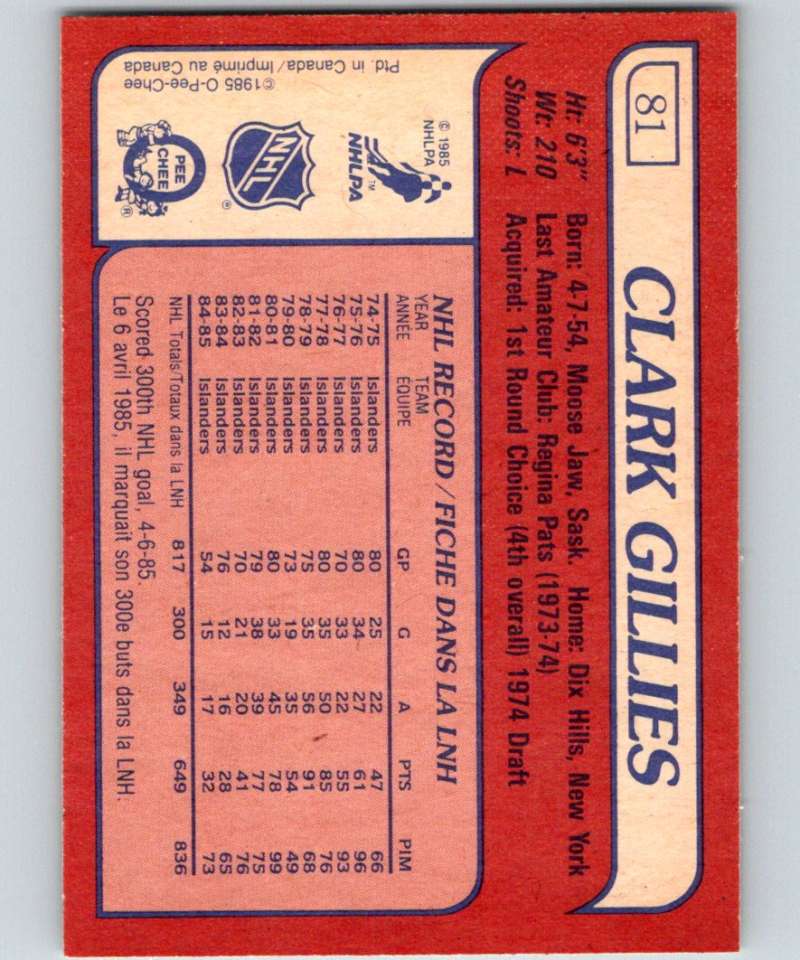 81
CLARK GILLIES
Ht: 6'3" Born: 4-7-54, Moose Jaw, Sask. Home: Dix Hills, New York
Wt: 210 Last Amateur Club: Regina Pats (1973-74)
Shoots: L Acquired: 1st Round Choice (4th overall) 1974 Draft
© 1985
NHLPA
NHLPA™
NHL®
O
PEE
CHEE
®
©1985 O-Pee-Chee
Ptd. in Canada/Imprimé au Canada
NHL RECORD/FICHE DANS LA LNH
YEAR TEAM
ANNÉE ÉQUIPE GP G A PTS PIM
74-75 Islanders 80 25 22 47 66
75-76 Islanders 80 34 27 61 96
76-77 Islanders 70 33 22 55 93
77-78 Islanders 80 35 50 85 76
78-79 Islanders 75 35 56 91 68
79-80 Islanders 73 19 35 54 49
80-81 Islanders 80 33 45 78 99
81-82 Islanders 79 38 39 77 75
82-83 Islanders 70 21 20 41 76
83-84 Islanders 76 12 16 28 65
84-85 Islanders 54 15 17 32 73
NHL Totals/Totaux dans la LNH 817 300 349 649 836
Scored 300th NHL goal, 4-6-85.
Le 6 avril 1985, il marquait son 300e buts dans la LNH.